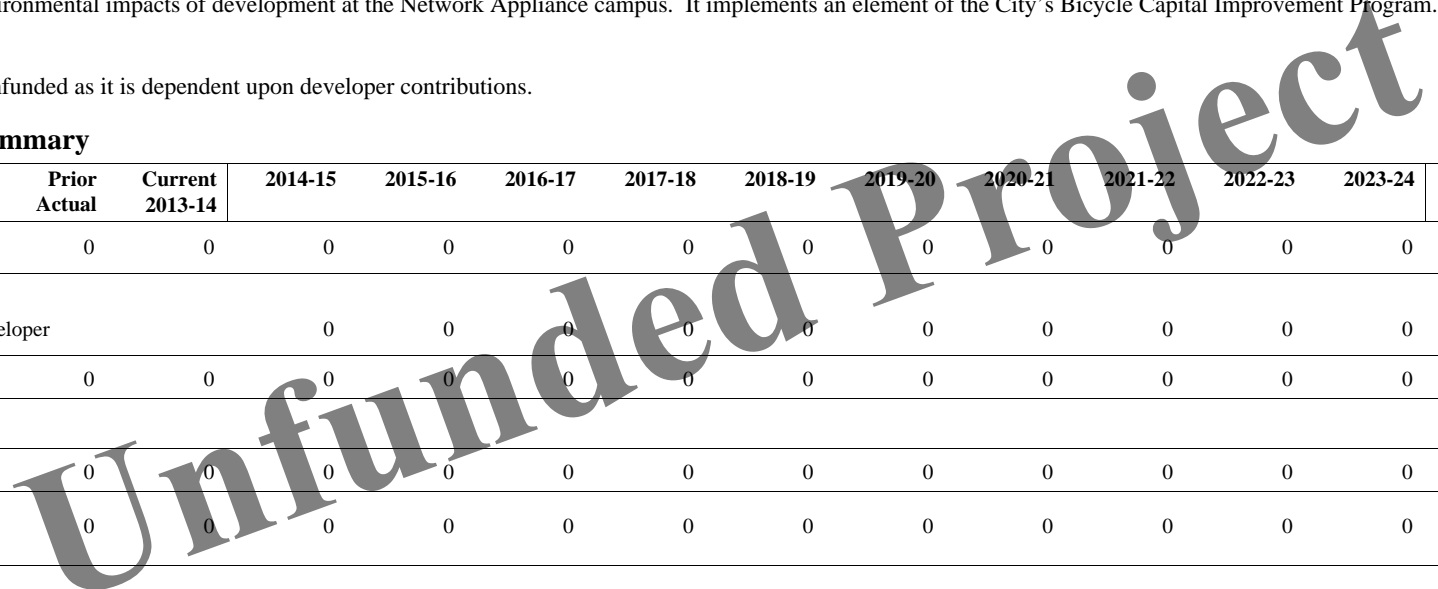 ironmental impacts of development at the Network Appliance campus. It implements an element of the City's Bicycle Capital Improvement Program.
nfunded as it is dependent upon developer contributions.
mmary
Prior Current 2014-15 2015-16 2016-17 2017-18 2018-19 2019-20 2020-21 2021-22 2022-23 2023-24
Actual 2013-14
0 0 0 0 0 0 0 0 0 0 0 0
eloper 0 0 0 0 0 0 0 0 0 0
0 0 0 0 0 0 0 0 0 0 0 0
0 0 0 0 0 0 0 0 0 0 0 0
0 0 0 0 0 0 0 0 0 0 0 0
Unfunded Project